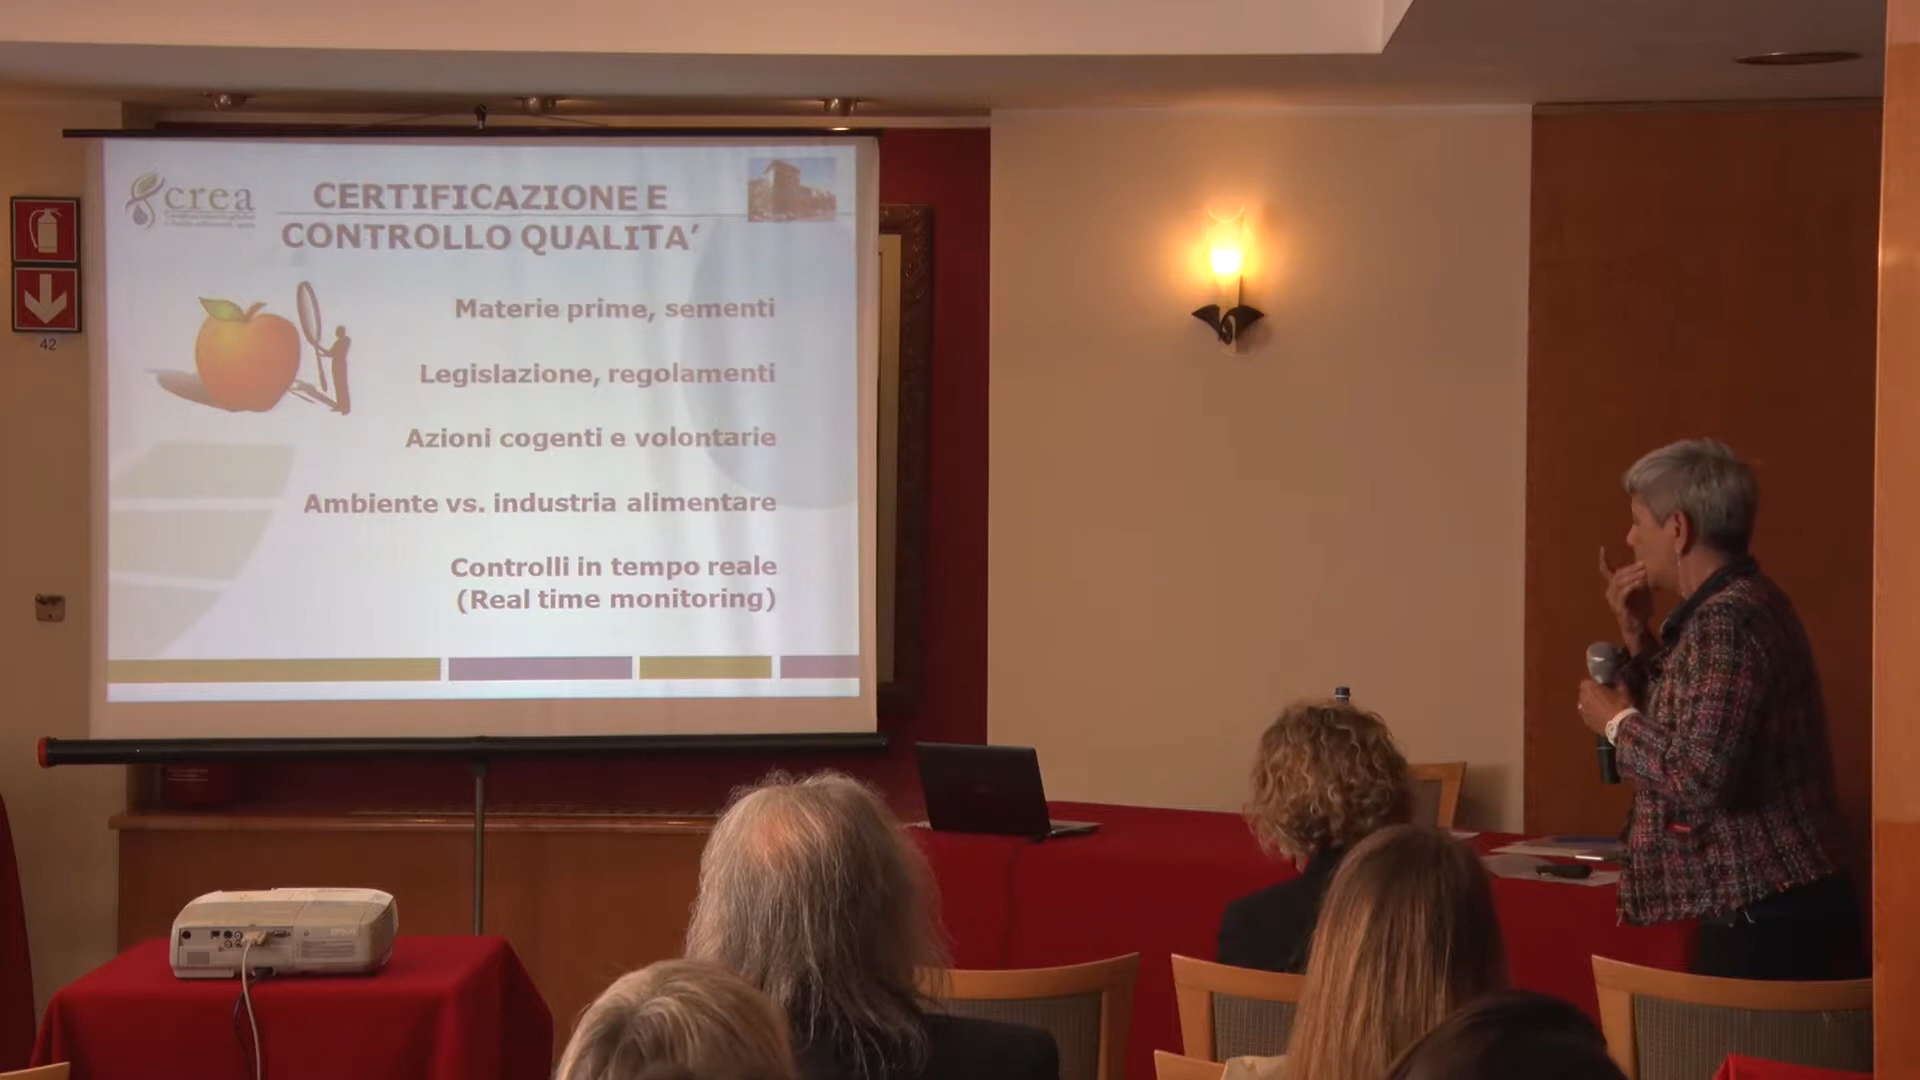 crea
CERTIFICAZIONE E
CONTROLLO QUALITA’
Materie prime, sementi
Legislazione, regolamenti
Azioni cogenti e volontarie
Ambiente vs. industria alimentare
Controlli in tempo reale
(Real time monitoring)
42
EPSON